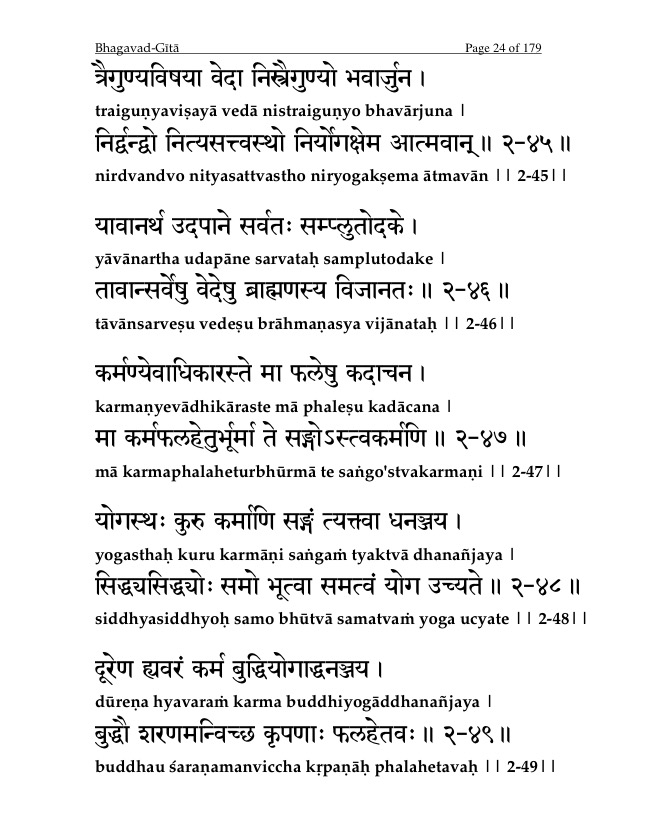 Bhagavad-Gītā Page 24 of 179
त्रैगुण्यविषया वेदा निस्त्रैगुण्यो भवार्जुन ।
traiguṇyaviṣayā vedā nistraiguṇyo bhavārjuna |
निर्द्वन्द्वो नित्यसत्त्वस्थो निर्योगक्षेम आत्मवान् ॥ २-४५॥
nirdvandvo nityasattvastho niryogakṣema ātmavān || 2-45||
यावानर्थ उदपाने सर्वतः सम्प्लुतोदके ।
yāvānartha udapāne sarvataḥ samplutodake |
तावान्सर्वेषु वेदेषु ब्राह्मणस्य विजानतः ॥ २-४६॥
tāvānsarveṣu vedeṣu brāhmaṇasya vijānataḥ || 2-46||
कर्मण्येवाधिकारस्ते मा फलेषु कदाचन ।
karmaṇyevādhikāraste mā phaleṣu kadācana |
मा कर्मफलहेतुर्भूर्मा ते सङ्गोऽस्त्वकर्मणि ॥ २-४७॥
mā karmaphalaheturbhūrmā te saṅgo'stvakarmaṇi || 2-47||
योगस्थः कुरु कर्माणि सङ्गं त्यक्त्वा धनञ्जय ।
yogasthaḥ kuru karmāṇi saṅgaṁ tyaktvā dhanañjaya |
सिद्ध्यसिद्ध्योः समो भूत्वा समत्वं योग उच्यते ॥ २-४८॥
siddhyasiddhyoḥ samo bhūtvā samatvaṁ yoga ucyate || 2-48||
दूरेण ह्यवरं कर्म बुद्धियोगाद्धनञ्जय ।
dūreṇa hyavaraṁ karma buddhiyogāddhanañjaya |
बुद्धौ शरणमन्विच्छ कृपणाः फलहेतवः ॥ २-४९॥
buddhau śaraṇamanviccha kṛpaṇāḥ phalahetavaḥ || 2-49||